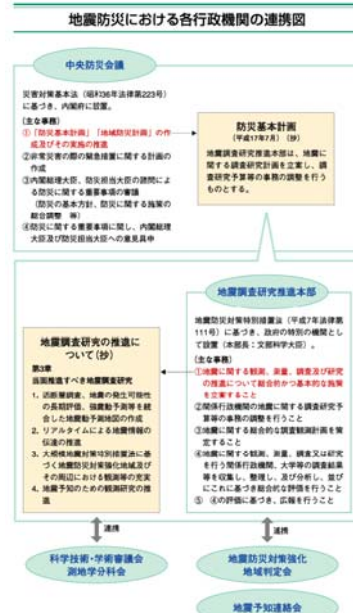 地震防災における各行政機関の連携図
中央防災会議
災害対策基本法（昭和36年法律第223号）
に基づき、内閣府に設置。
（主な事務）
①「防災基本計画」「地域防災計画」の作
成及びその実施の推進
②非常災害の際の緊急措置に関する計画の
作成
③内閣総理大臣、防災担当大臣の諮問によ
る防災に関する重要事項の審議
（防災の基本方針、防災に関する施策の
総合調整　等）
④防災に関する重要事項に関し、内閣総理
大臣及び防災担当大臣への意見具申
防災基本計画
（平成17年7月）（抄）
地震調査研究推進本部は、地震に
関する調査研究計画を立案し、調
査研究予算等の事務の調整を行う
ものとする。
地震調査研究推進本部
地震防災対策特別措置法（平成7年法律第
111号）に基づき、政府の特別の機関とし
て設置（本部長：文部科学大臣）。
（主な事務）
①地震に関する観測、測量、調査及び研究
の推進について総合的かつ基本的な施策
を立案すること
②関係行政機関の地震に関する調査研究予
算等の事務の調整を行うこと
③地震に関する総合的な調査観測計画を策
定すること
④地震に関する観測、測量、調査又は研究
を行う関係行政機関、大学等の調査結果
等を収集し、整理し、及び分析し、並び
にこれに基づき総合的な評価を行うこと
⑤　④の評価に基づき、広報を行うこと
地震調査研究の推進
について（抄）
第3章
当面推進すべき地震調査研究
1．活断層調査、地震の発生可能性
の長期評価、強震動予測等を統
合した地震動予測地図の作成
2．リアルタイムによる地震情報の
伝達の推進
3．大規模地震対策特別措置法に基
づく地震防災対策強化地域及び
その周辺における観測等の充実
4．地震予知のための観測研究の推
進
連携
連携
科学技術・学術審議会
測地学分科会
地震防災対策強化
地域判定会
地震予知連絡会